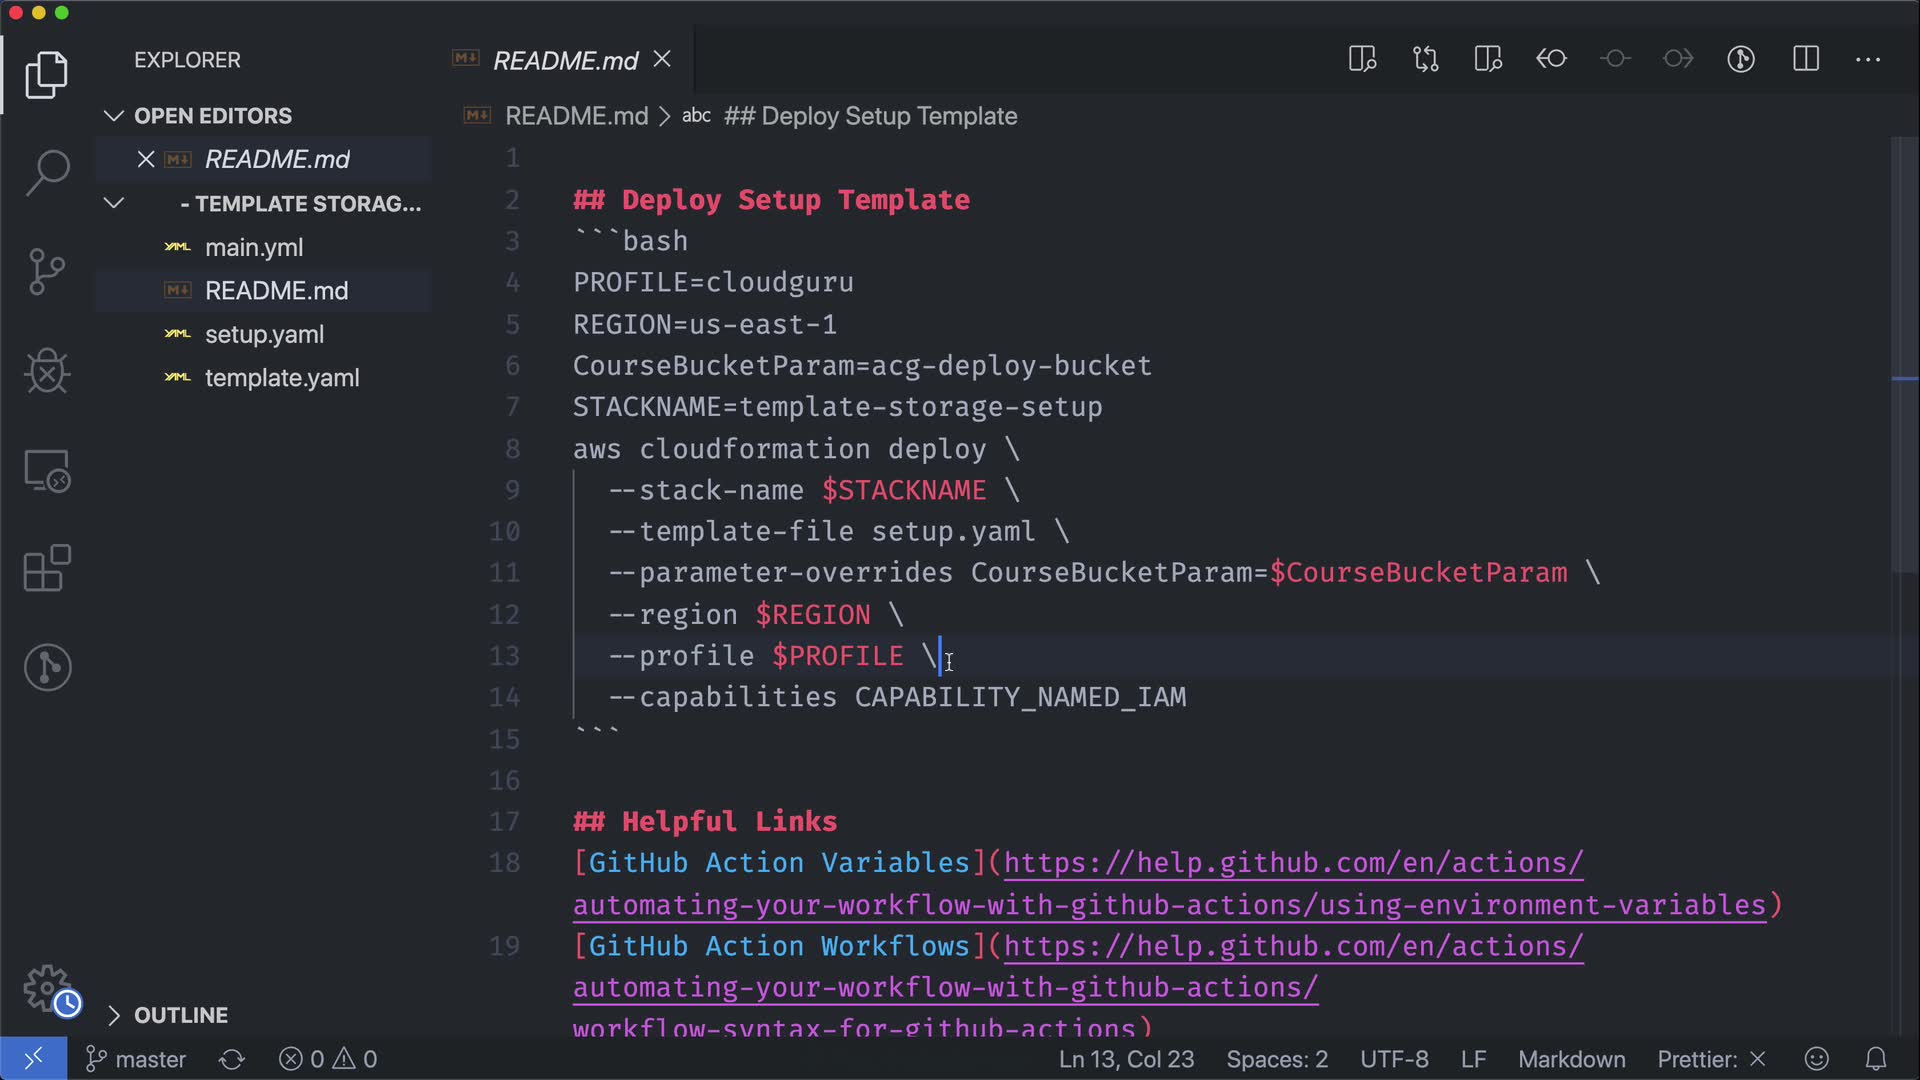 EXPLORER
OPEN EDITORS
README.md
- TEMPLATE STORAG...
main.yml
README.md
setup.yaml
template.yaml
OUTLINE
README.md
README.md > abc ## Deploy Setup Template
1
2 ## Deploy Setup Template
3 ```bash
4 PROFILE=cloudguru
5 REGION=us-east-1
6 CourseBucketParam=acg-deploy-bucket
7 STACKNAME=template-storage-setup
8 aws cloudformation deploy \
9 --stack-name $STACKNAME \
10 --template-file setup.yaml \
11 --parameter-overrides CourseBucketParam=$CourseBucketParam \
12 --region $REGION \
13 --profile $PROFILE \
14 --capabilities CAPABILITY_NAMED_IAM
15 ```
16
17 ## Helpful Links
18 [GitHub Action Variables](https://help.github.com/en/actions/
automating-your-workflow-with-github-actions/using-environment-variables)
19 [GitHub Action Workflows](https://help.github.com/en/actions/
automating-your-workflow-with-github-actions/
workflow-syntax-for-github-actions)
master 0 0 Ln 13, Col 23 Spaces: 2 UTF-8 LF Markdown Prettier: ×